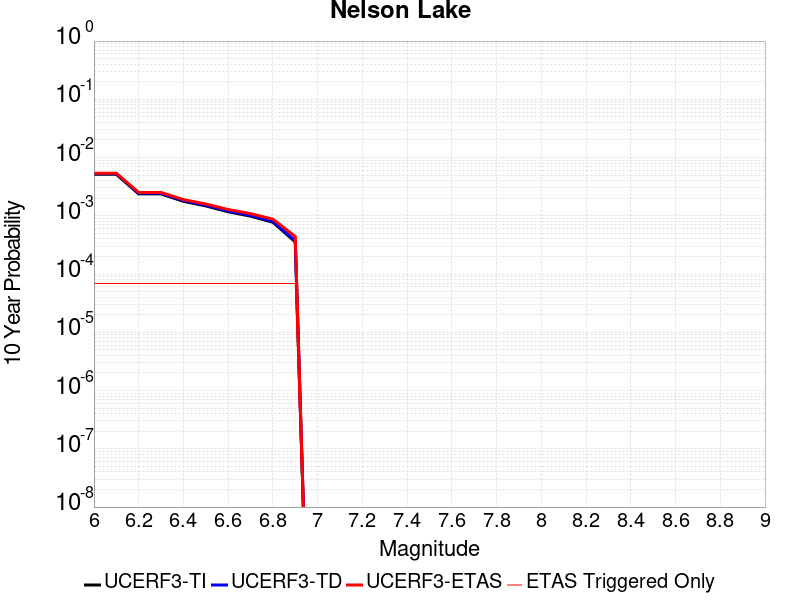 Nelson Lake
10 Year Probability
10^0
10^-1
10^-2
10^-3
10^-4
10^-5
10^-6
10^-7
10^-8
6 6.2 6.4 6.6 6.8 7 7.2 7.4 7.6 7.8 8 8.2 8.4 8.6 8.8 9
Magnitude
UCERF3-TI UCERF3-TD UCERF3-ETAS ETAS Triggered Only